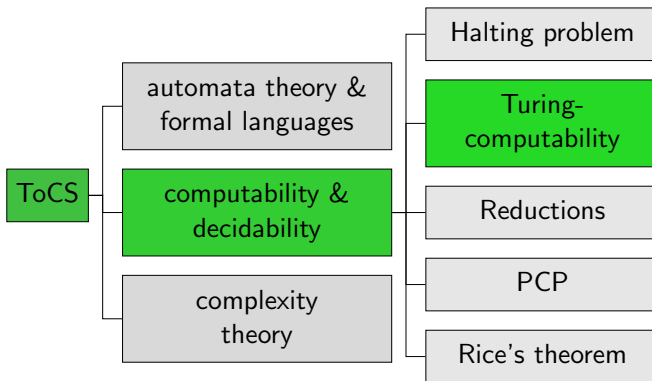 ToCS
automata theory &
formal languages
computability &
decidability
complexity
theory
Halting problem
Turing-
computability
Reductions
PCP
Rice's theorem